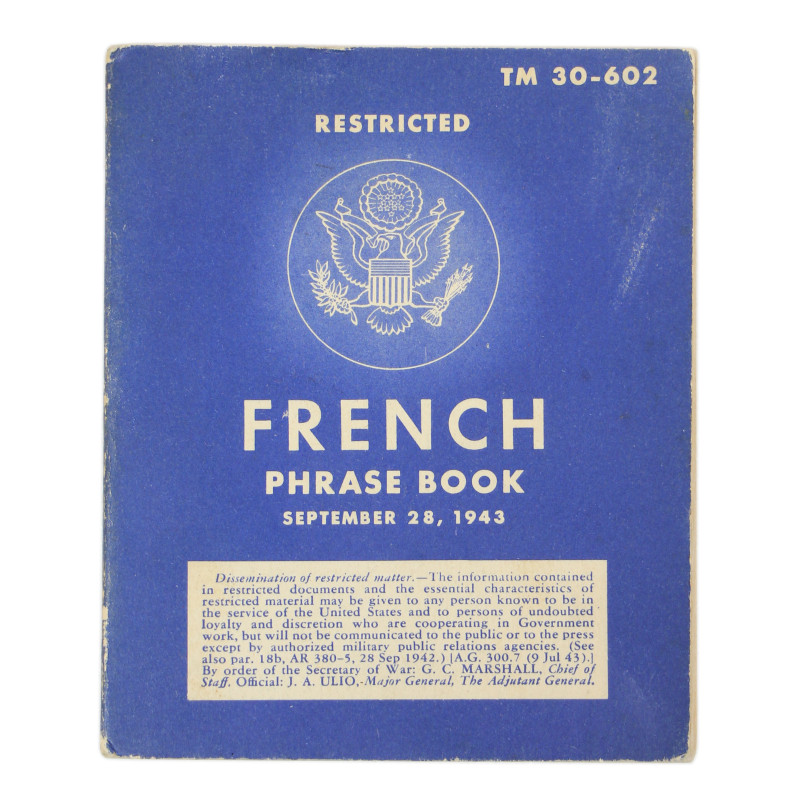 TM 30-602
RESTRICTED
FRENCH
PHRASE BOOK
SEPTEMBER 28, 1943
Dissemination of restricted matter.—The information contained
in restricted documents and the essential characteristics of
restricted material may be given to any person known to be in
the service of the United States and to persons of undoubted
loyalty and discretion who are cooperating in Government
work, but will not be communicated to the public or to the press
except by authorized military public relations agencies. (See
also par. 18b, AR 380-5, 28 Sep 1942.) [A.G. 300.7 (9 Jul 43).]
By order of the Secretary of War: G. C. MARSHALL, Chief of
Staff. Official: J. A. ULIO, Major General, The Adjutant General.